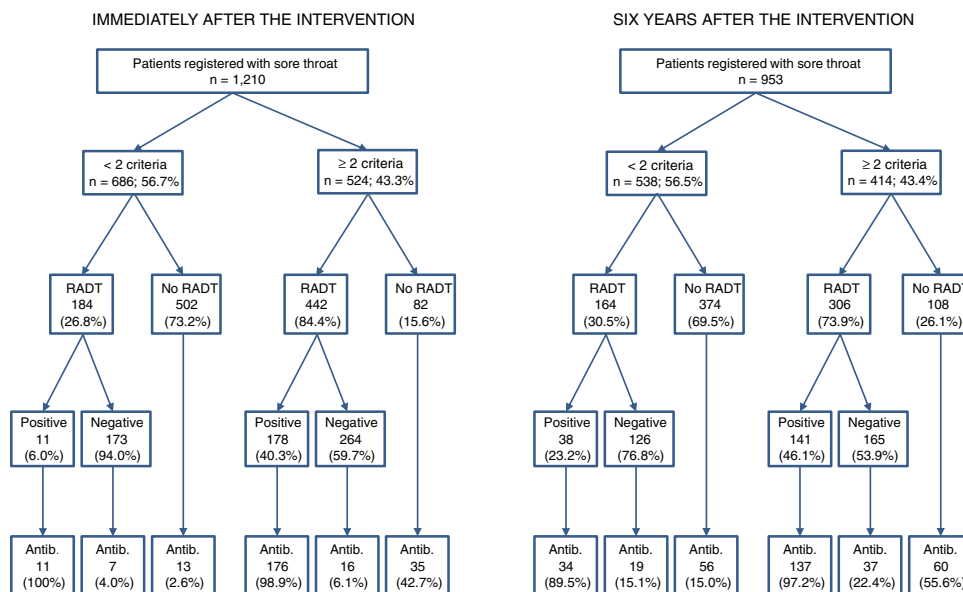 IMMEDIATELY AFTER THE INTERVENTION
Patients registered with sore throat
n = 1,210
< 2 criteria
n = 686; 56.7%
≥ 2 criteria
n = 524; 43.3%
RADT
184
(26.8%)
No RADT
502
(73.2%)
RADT
442
(84.4%)
No RADT
82
(15.6%)
Positive
11
(6.0%)
Negative
173
(94.0%)
Positive
178
(40.3%)
Negative
264
(59.7%)
Antib.
11
(100%)
Antib.
7
(4.0%)
Antib.
13
(2.6%)
Antib.
176
(98.9%)
Antib.
16
(6.1%)
Antib.
35
(42.7%)
SIX YEARS AFTER THE INTERVENTION
Patients registered with sore throat
n = 953
< 2 criteria
n = 538; 56.5%
≥ 2 criteria
n = 414; 43.4%
RADT
164
(30.5%)
No RADT
374
(69.5%)
RADT
306
(73.9%)
No RADT
108
(26.1%)
Positive
38
(23.2%)
Negative
126
(76.8%)
Positive
141
(46.1%)
Negative
165
(53.9%)
Antib.
34
(89.5%)
Antib.
19
(15.1%)
Antib.
56
(15.0%)
Antib.
137
(97.2%)
Antib.
37
(22.4%)
Antib.
60
(55.6%)